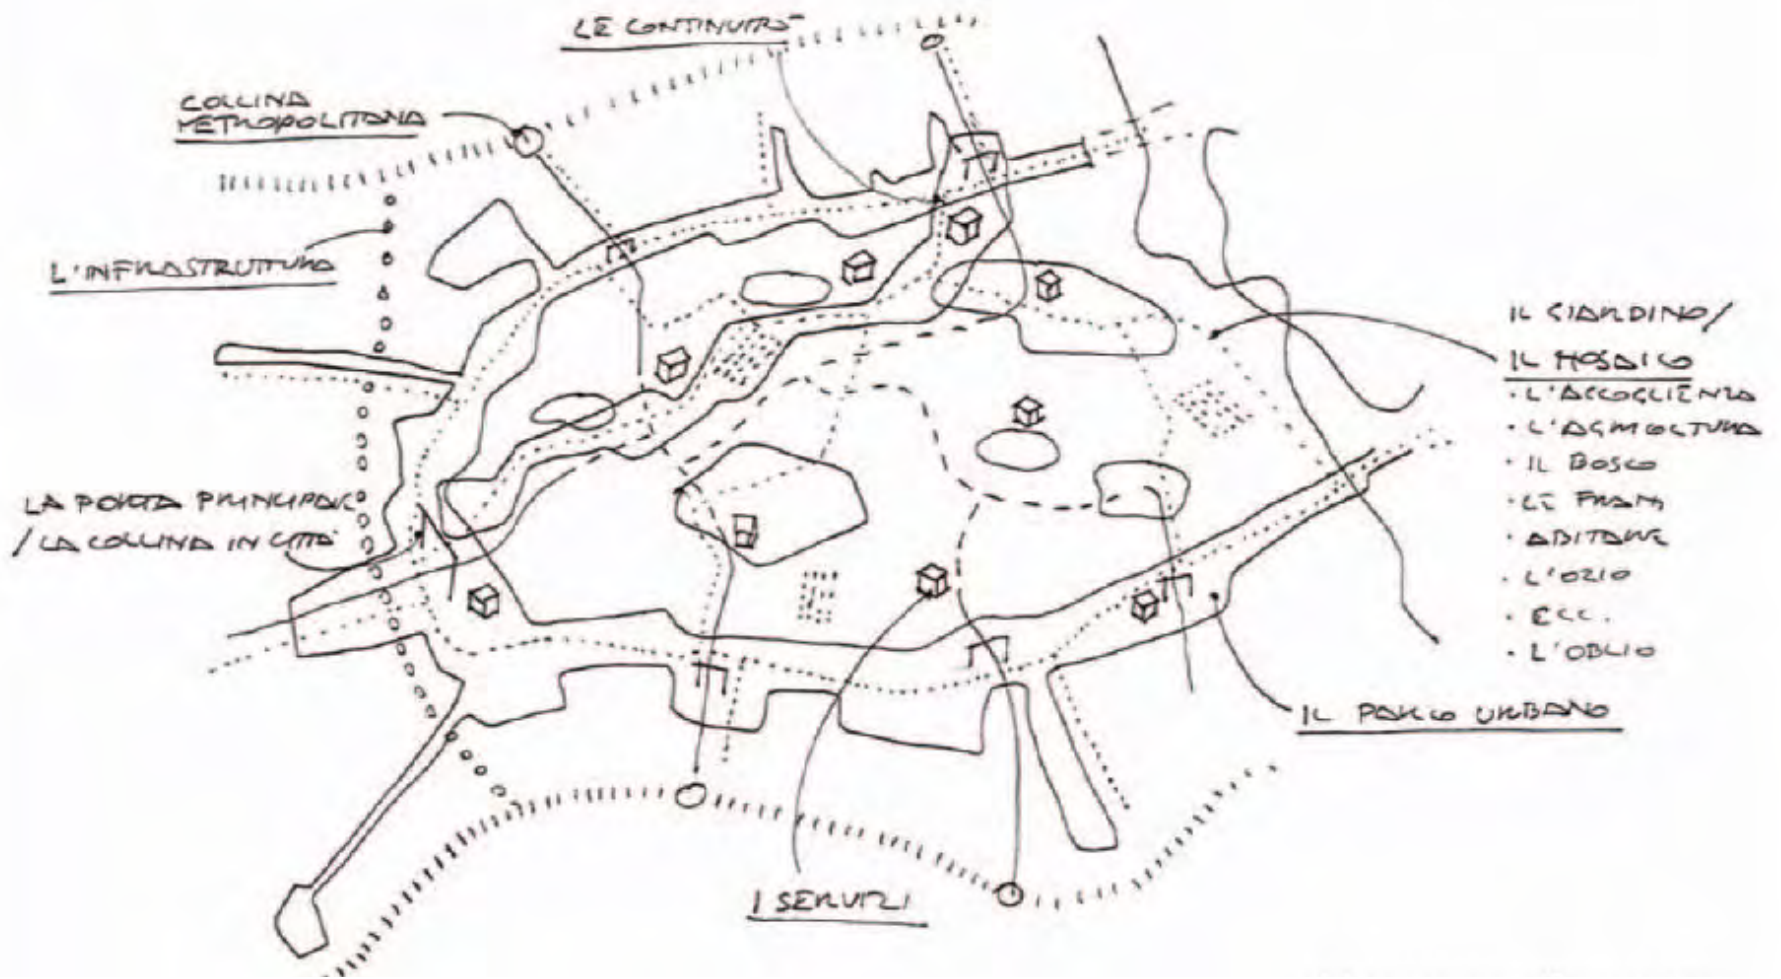 LE CONTINUITÀ
COLLINA
METROPOLITANA
L'INFRASTRUTTURA
IL GIARDINO/
IL MOSAICO
· L'ACCOGLIENZA
· L'AGRICOLTURA
· IL BOSCO
· LE
· ABITARE
· L'OZIO
· ECC.
· L'OBLIO
LA PORTA PRINCIPALE
/ LA COLLINA IN CITTÀ
IL PARCO URBANO
I SERVIZI